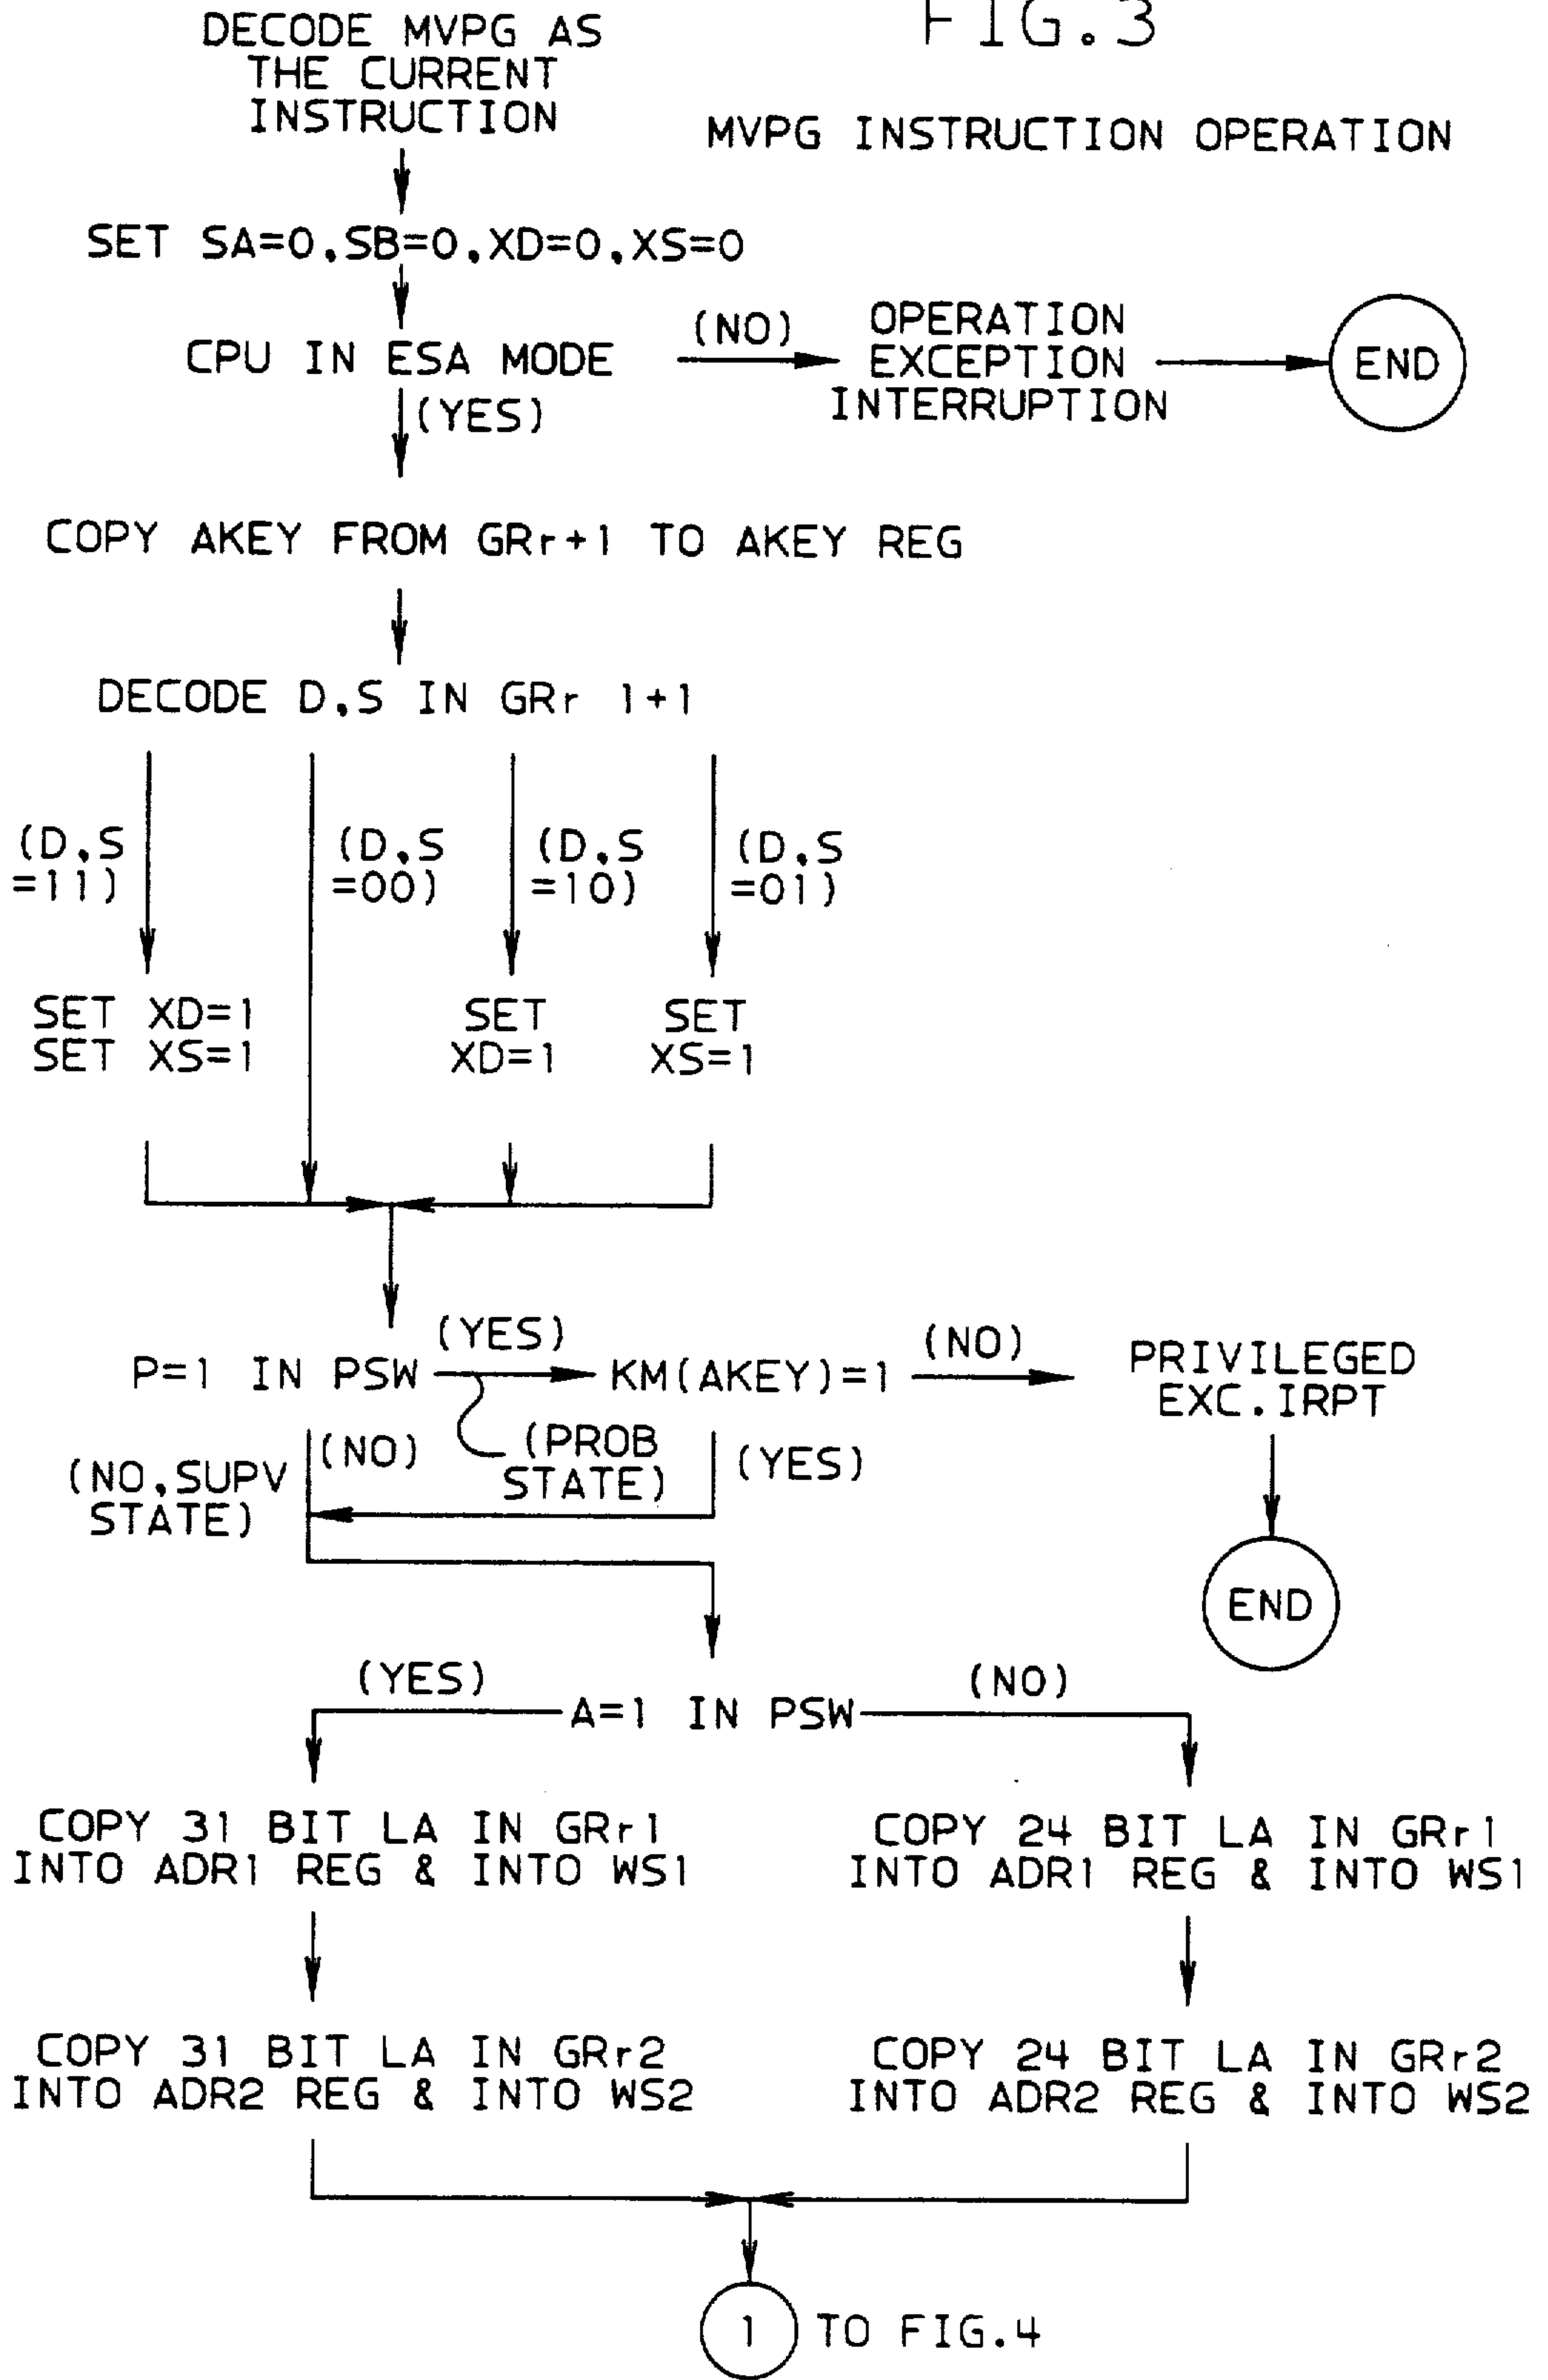 FIG.3
DECODE MVPG AS
THE CURRENT
INSTRUCTION
MVPG INSTRUCTION OPERATION
SET SA=0,SB=0,XD=0,XS=0
CPU IN ESA MODE
(NO)
OPERATION
EXCEPTION
INTERRUPTION
END
(YES)
COPY AKEY FROM GRr+1 TO AKEY REG
DECODE D,S IN GRr 1+1
(D,S
=11)
(D,S
=00)
(D,S
=10)
(D,S
=01)
SET XD=1
SET XS=1
SET
XD=1
SET
XS=1
P=1 IN PSW
(YES)
KM(AKEY)=1
(NO)
PRIVILEGED
EXC.IRPT
(NO)
(NO,SUPV
STATE)
(PROB
STATE)
(YES)
END
(YES)
A=1 IN PSW
(NO)
COPY 31 BIT LA IN GRr1
INTO ADR1 REG & INTO WS1
COPY 24 BIT LA IN GRr1
INTO ADR1 REG & INTO WS1
COPY 31 BIT LA IN GRr2
INTO ADR2 REG & INTO WS2
COPY 24 BIT LA IN GRr2
INTO ADR2 REG & INTO WS2
1 TO FIG.4